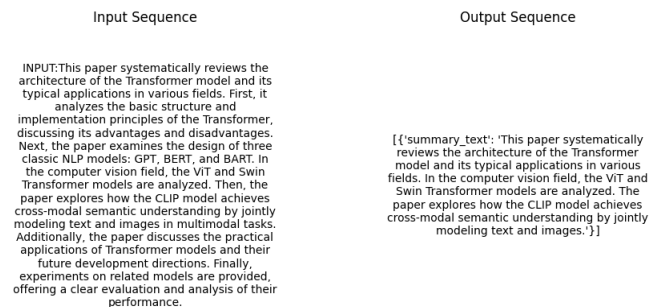 Input Sequence
INPUT:This paper systematically reviews the
architecture of the Transformer model and its
typical applications in various fields. First, it
analyzes the basic structure and
implementation principles of the Transformer,
discussing its advantages and disadvantages.
Next, the paper examines the design of three
classic NLP models: GPT, BERT, and BART. In
the computer vision field, the ViT and Swin
Transformer models are analyzed. Then, the
paper explores how the CLIP model achieves
cross-modal semantic understanding by jointly
modeling text and images in multimodal tasks.
Additionally, the paper discusses the practical
applications of Transformer models and their
future development directions. Finally,
experiments on related models are provided,
offering a clear evaluation and analysis of their
performance.
Output Sequence
[{'summary_text': 'This paper systematically
reviews the architecture of the Transformer
model and its typical applications in various
fields. In the computer vision field, the ViT and
Swin Transformer models are analyzed. The
paper explores how the CLIP model achieves
cross-modal semantic understanding by jointly
modeling text and images.'}]